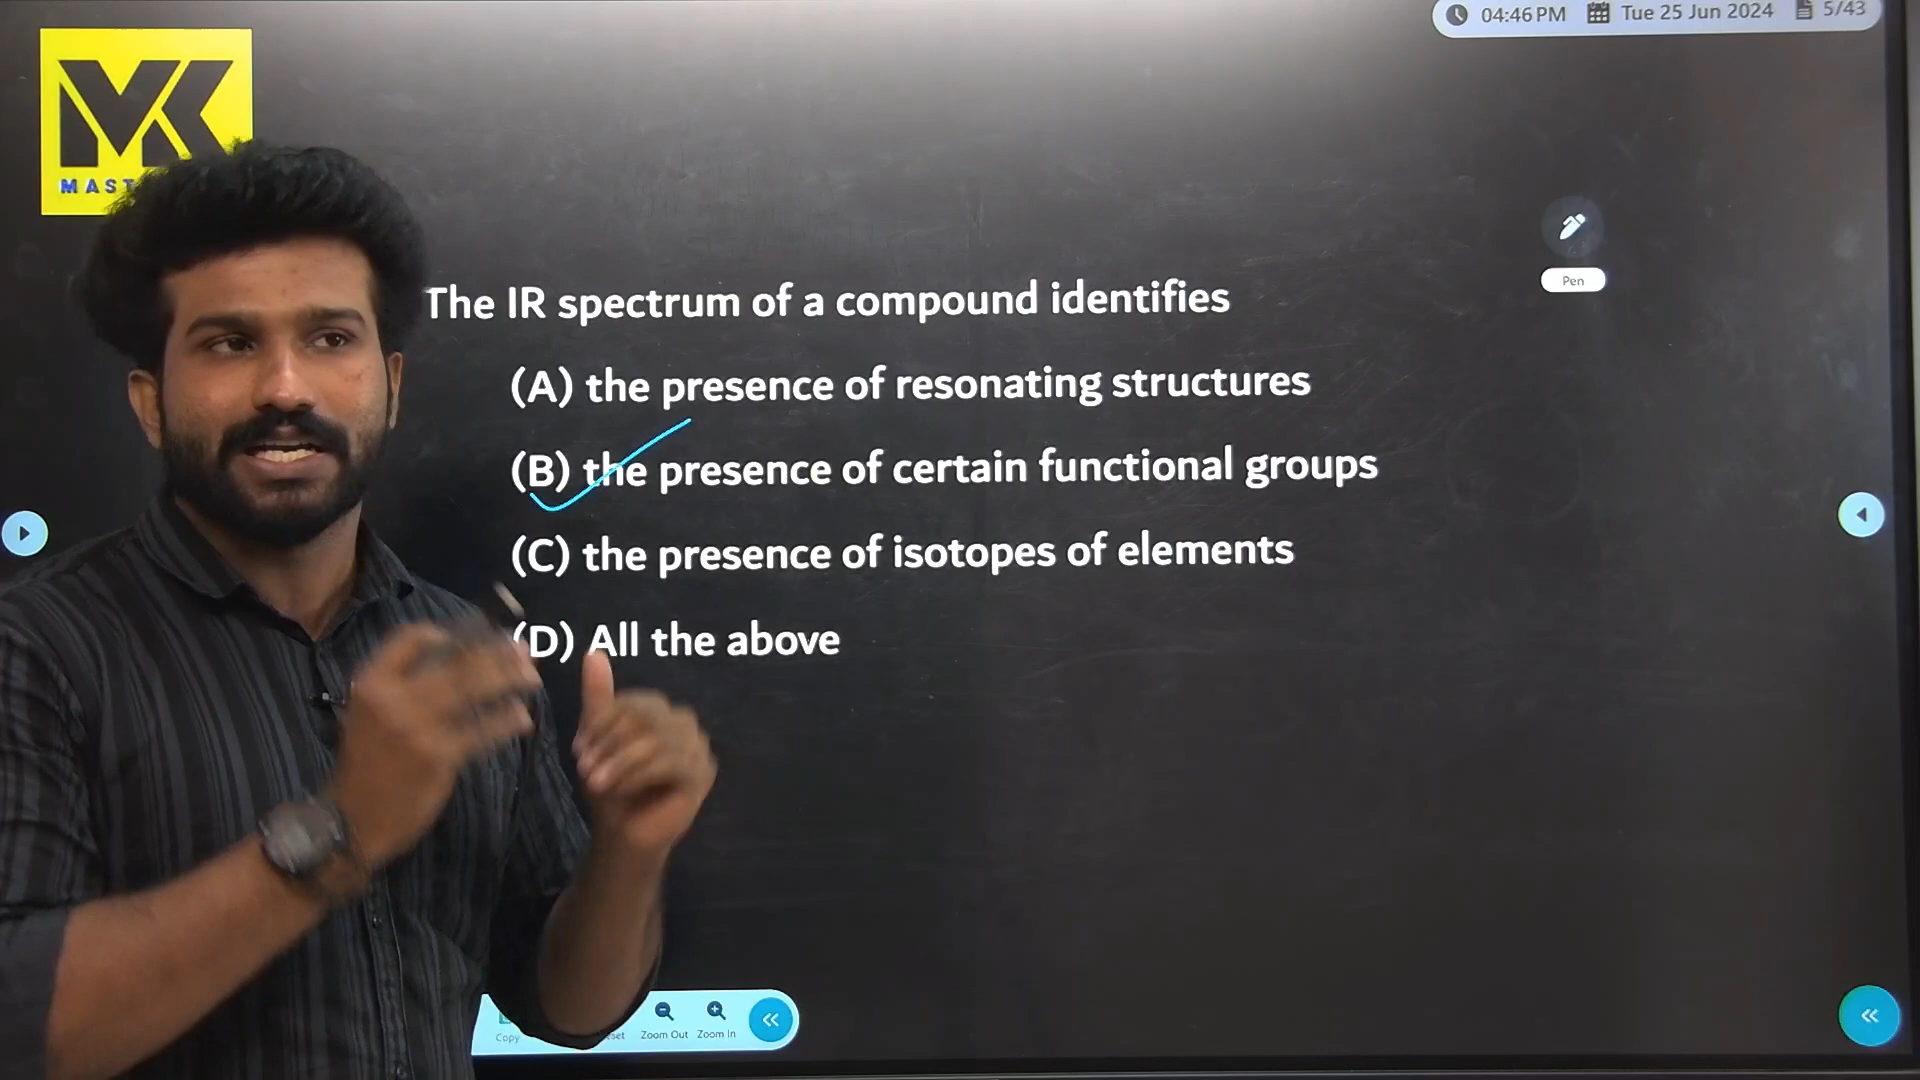 04:46 PM Tue 25 Jun 2024 5/43
MK
MAST
Pen
The IR spectrum of a compound identifies
(A) the presence of resonating structures
(B) the presence of certain functional groups
(C) the presence of isotopes of elements
(D) All the above
Copy Zoom Out Zoom In